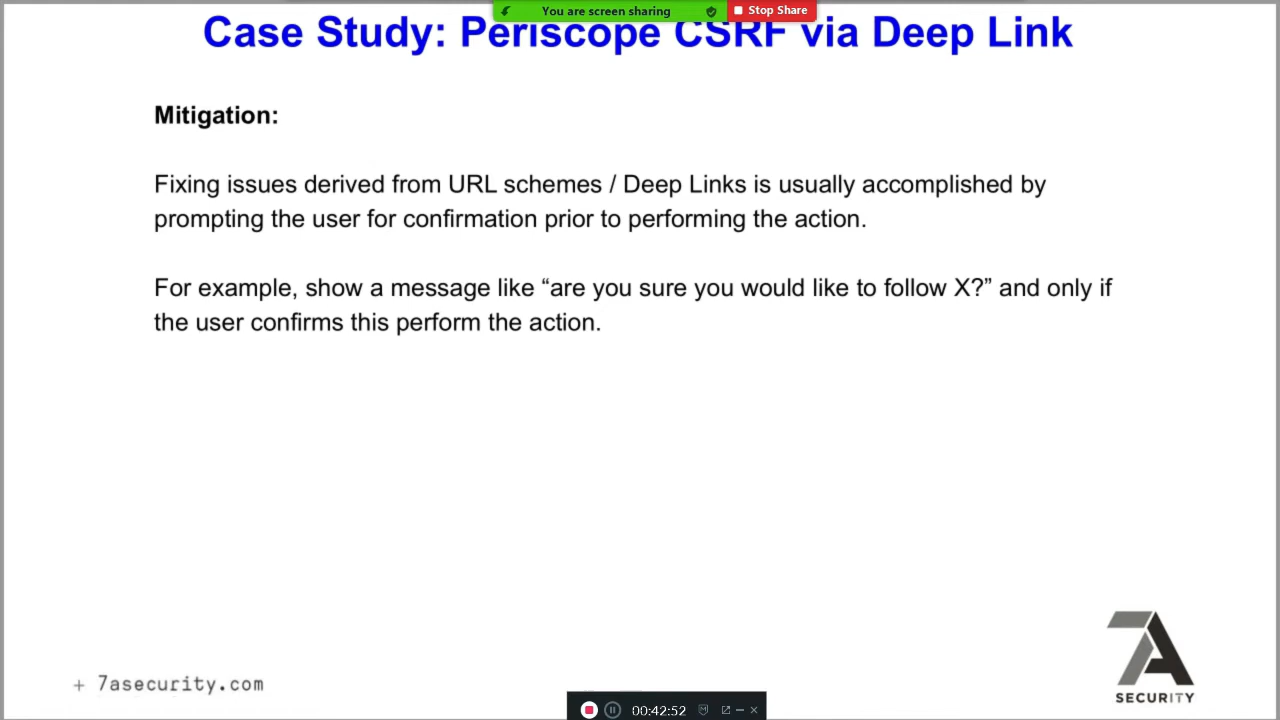 You are screen sharing
Stop Share
Case Study: Periscope CSRF via Deep Link
Mitigation:
Fixing issues derived from URL schemes / Deep Links is usually accomplished by
prompting the user for confirmation prior to performing the action.
For example, show a message like “are you sure you would like to follow X?” and only if
the user confirms this perform the action.
+ 7asecurity.com
7A
SECURITY
00:42:52